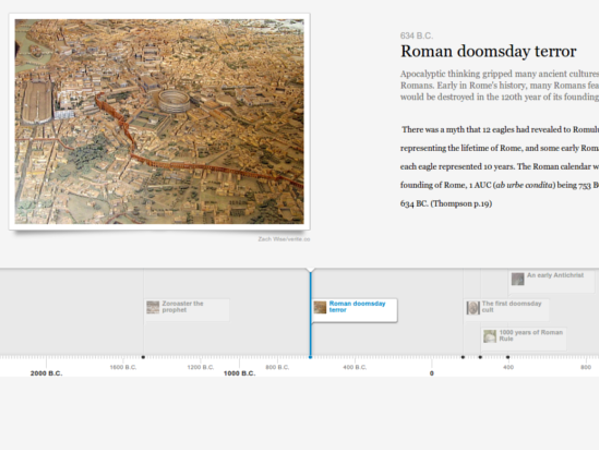 634 B.C.
Roman doomsday terror
Apocalyptic thinking gripped many ancient cultures
Romans. Early in Rome's history, many Romans fea
would be destroyed in the 120th year of its founding
There was a myth that 12 eagles had revealed to Romulu
representing the lifetime of Rome, and some early Roma
each eagle represented 10 years. The Roman calendar w
founding of Rome, 1 AUC (ab urbe condita) being 753 B
634 BC. (Thompson p.19)
Zach Wise/verite.co
An early Antichrist
Zoroaster the
prophet
Roman doomsday
terror
The first doomsday
cult
1000 years of Roman
Rule
1600 B.C. 1200 B.C. 800 B.C. 400 B.C. 400 800
2000 B.C. 1000 B.C. 0